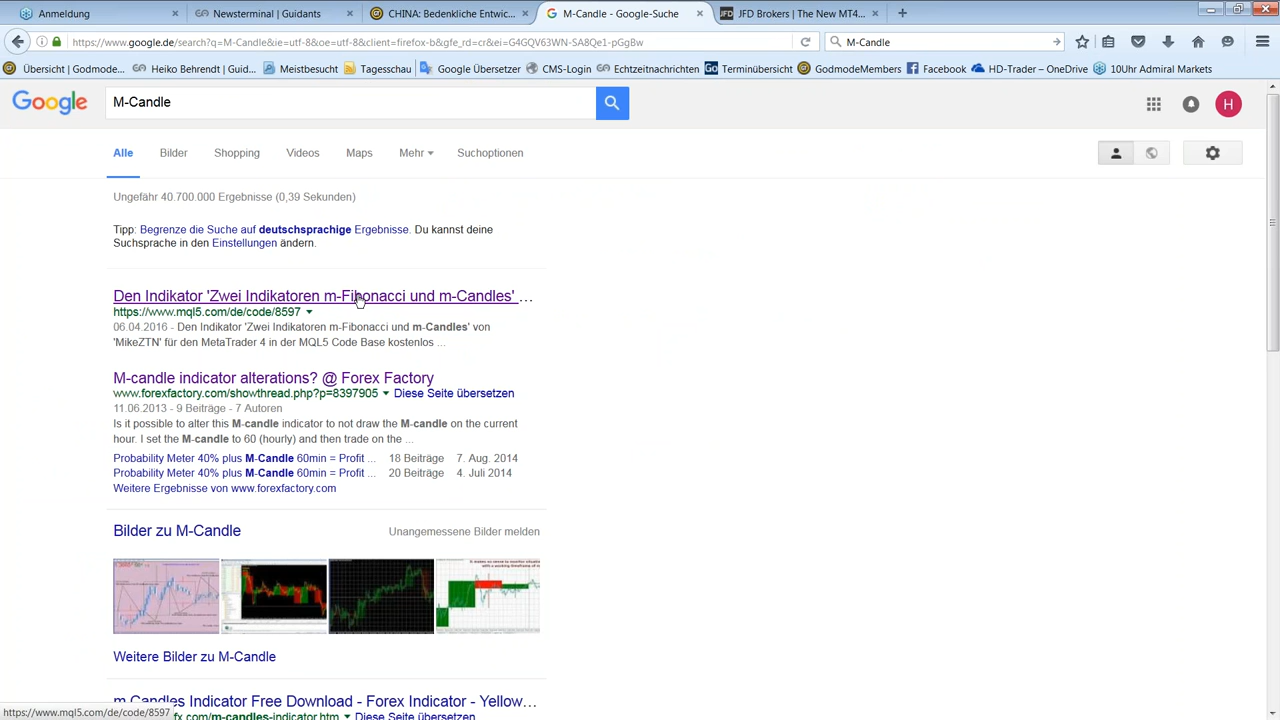 Anmeldung
Newsterminal | Guidants
CHINA: Bedenkliche Entwic...
M-Candle - Google-Suche
JFD Brokers | The New MT4...
https://www.google.de/search?q=M-Candle&ie=utf-8&oe=utf-8&client=firefox-b&gfe_rd=cr&ei=G4GQV63WN-SA8Qe1-pGgBw
M-Candle
Übersicht | Godmode...
Heiko Behrendt | Guid...
Meistbesucht
Tagesschau
Google Übersetzer
CMS-Login
Echtzeitnachrichten
Go
Terminübersicht
GodmodeMembers
Facebook
HD-Trader – OneDrive
10Uhr Admiral Markets
Google
M-Candle
H
Alle
Bilder
Shopping
Videos
Maps
Mehr
Suchoptionen
Ungefähr 40.700.000 Ergebnisse (0,39 Sekunden)
Tipp: Begrenze die Suche auf deutschsprachige Ergebnisse. Du kannst deine
Suchsprache in den Einstellungen ändern.
Den Indikator 'Zwei Indikatoren m-Fibonacci und m-Candles' ...
https://www.mql5.com/de/code/8597
06.04.2016 - Den Indikator 'Zwei Indikatoren m-Fibonacci und m-Candles' von
'MikeZTN' für den MetaTrader 4 in der MQL5 Code Base kostenlos ...
M-candle indicator alterations? @ Forex Factory
www.forexfactory.com/showthread.php?p=8397905
Diese Seite übersetzen
11.06.2013 - 9 Beiträge - 7 Autoren
Is it possible to alter this M-candle indicator to not draw the M-candle on the current
hour. I set the M-candle to 60 (hourly) and then trade on the ...
Probability Meter 40% plus M-Candle 60min = Profit ... 18 Beiträge 7. Aug. 2014
Probability Meter 40% plus M-Candle 60min = Profit ... 20 Beiträge 4. Juli 2014
Weitere Ergebnisse von www.forexfactory.com
Bilder zu M-Candle
Unangemessene Bilder melden
Weitere Bilder zu M-Candle
m Candles Indicator Free Download - Forex Indicator - Yellow...
https://www.mql5.com/de/code/8597
fx.com/m-candles-indicator.htm
Diese Seite übersetzen